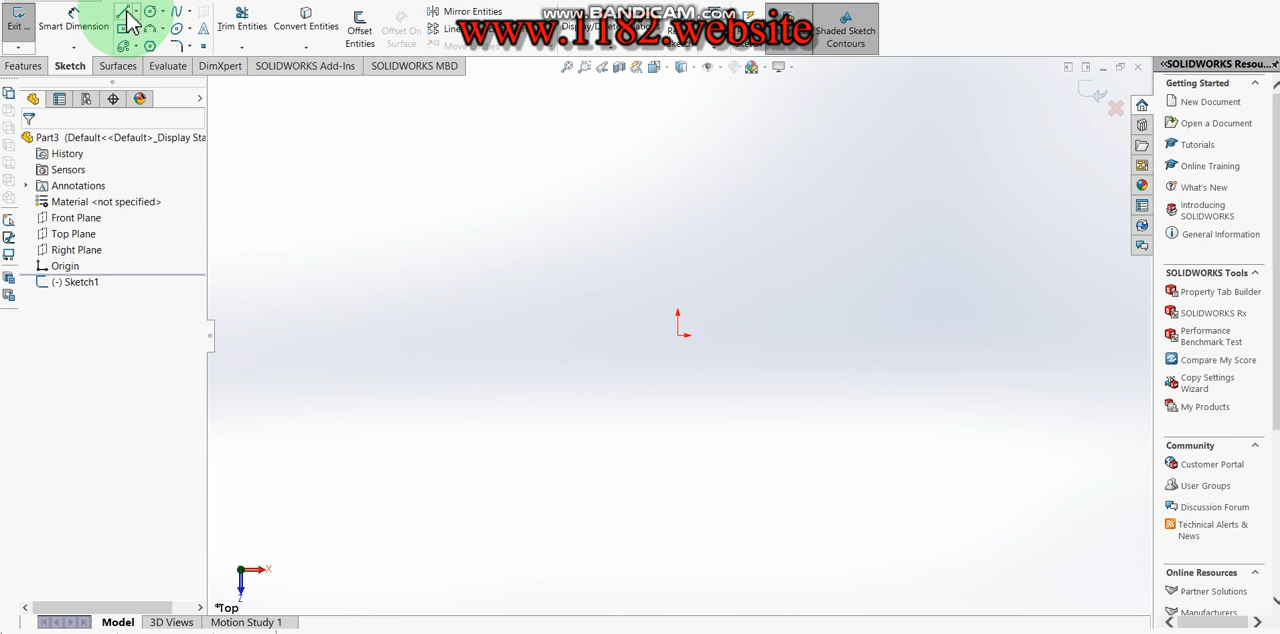 www.BANDICAM.com
www.1182.website
Exit ...
Smart Dimension
Trim Entities
Convert Entities
Offset Entities
Offset On Surface
Mirror Entities
Shaded Sketch Contours
Features
Sketch
Surfaces
Evaluate
DimXpert
SOLIDWORKS Add-Ins
SOLIDWORKS MBD
Part3 (Default<<Default>_Display Sta
History
Sensors
Annotations
Material <not specified>
Front Plane
Top Plane
Right Plane
Origin
(-) Sketch1
X
Z
*Top
Model
3D Views
Motion Study 1
SOLIDWORKS Resou...
Getting Started
New Document
Open a Document
Tutorials
Online Training
What's New
Introducing
SOLIDWORKS
General Information
SOLIDWORKS Tools
Property Tab Builder
SOLIDWORKS Rx
Performance
Benchmark Test
Compare My Score
Copy Settings
Wizard
My Products
Community
Customer Portal
User Groups
Discussion Forum
Technical Alerts &
News
Online Resources
Partner Solutions
Manufacturers